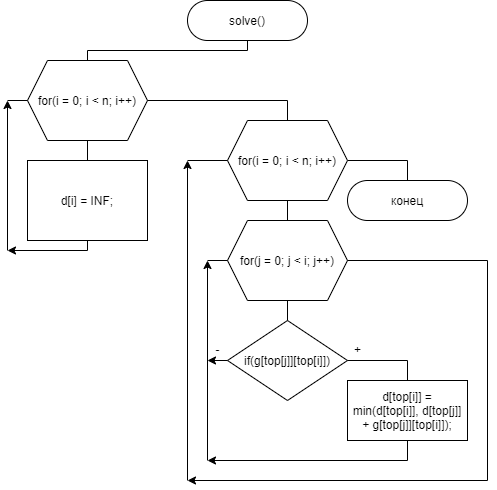 solve()
for(i = 0; i < n; i++)
d[i] = INF;
for(i = 0; i < n; i++)
конец
for(j = 0; j < i; j++)
if(g[top[j]][top[i]])
-
+
d[top[i]] =
min(d[top[i]], d[top[j]]
+ g[top[j]][top[i]);